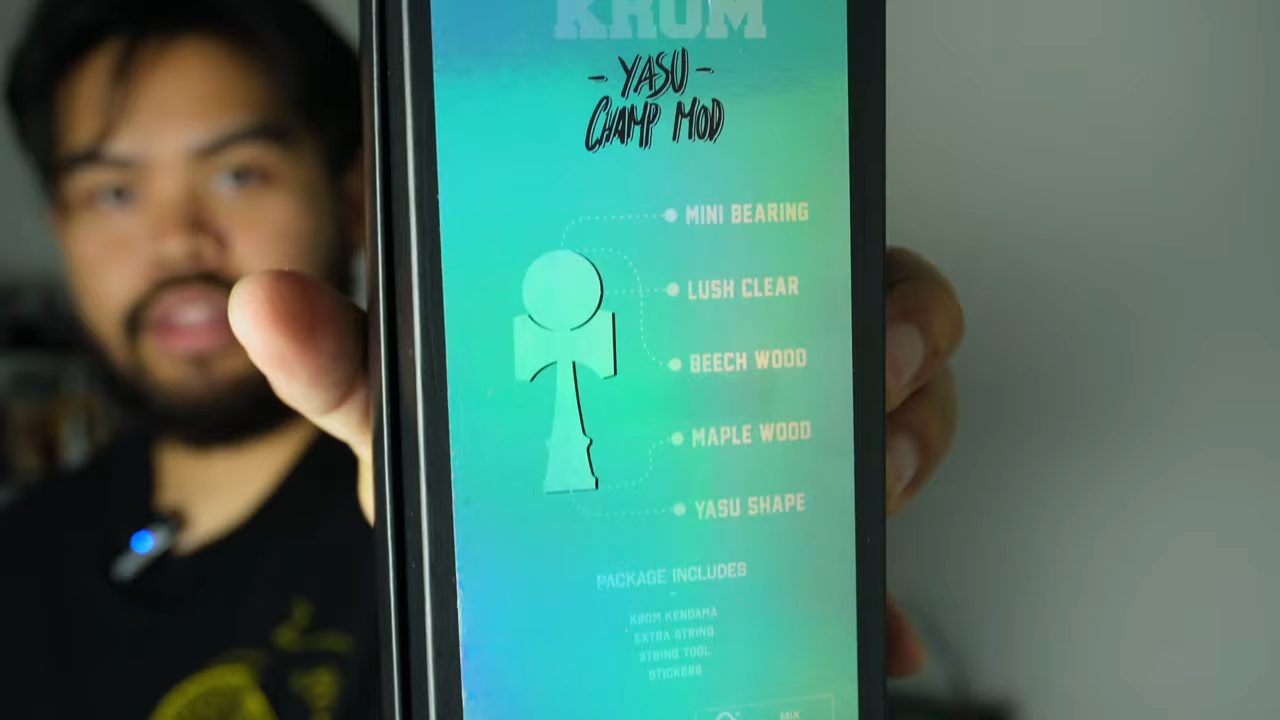 KROM
- YASU -
CHAMP MOD
MINI BEARING
LUSH CLEAR
BEECH WOOD
MAPLE WOOD
YASU SHAPE
PACKAGE INCLUDES
-
KROM KENDAMA
EXTRA STRING
STRING TOOL
STICKERS
MIX